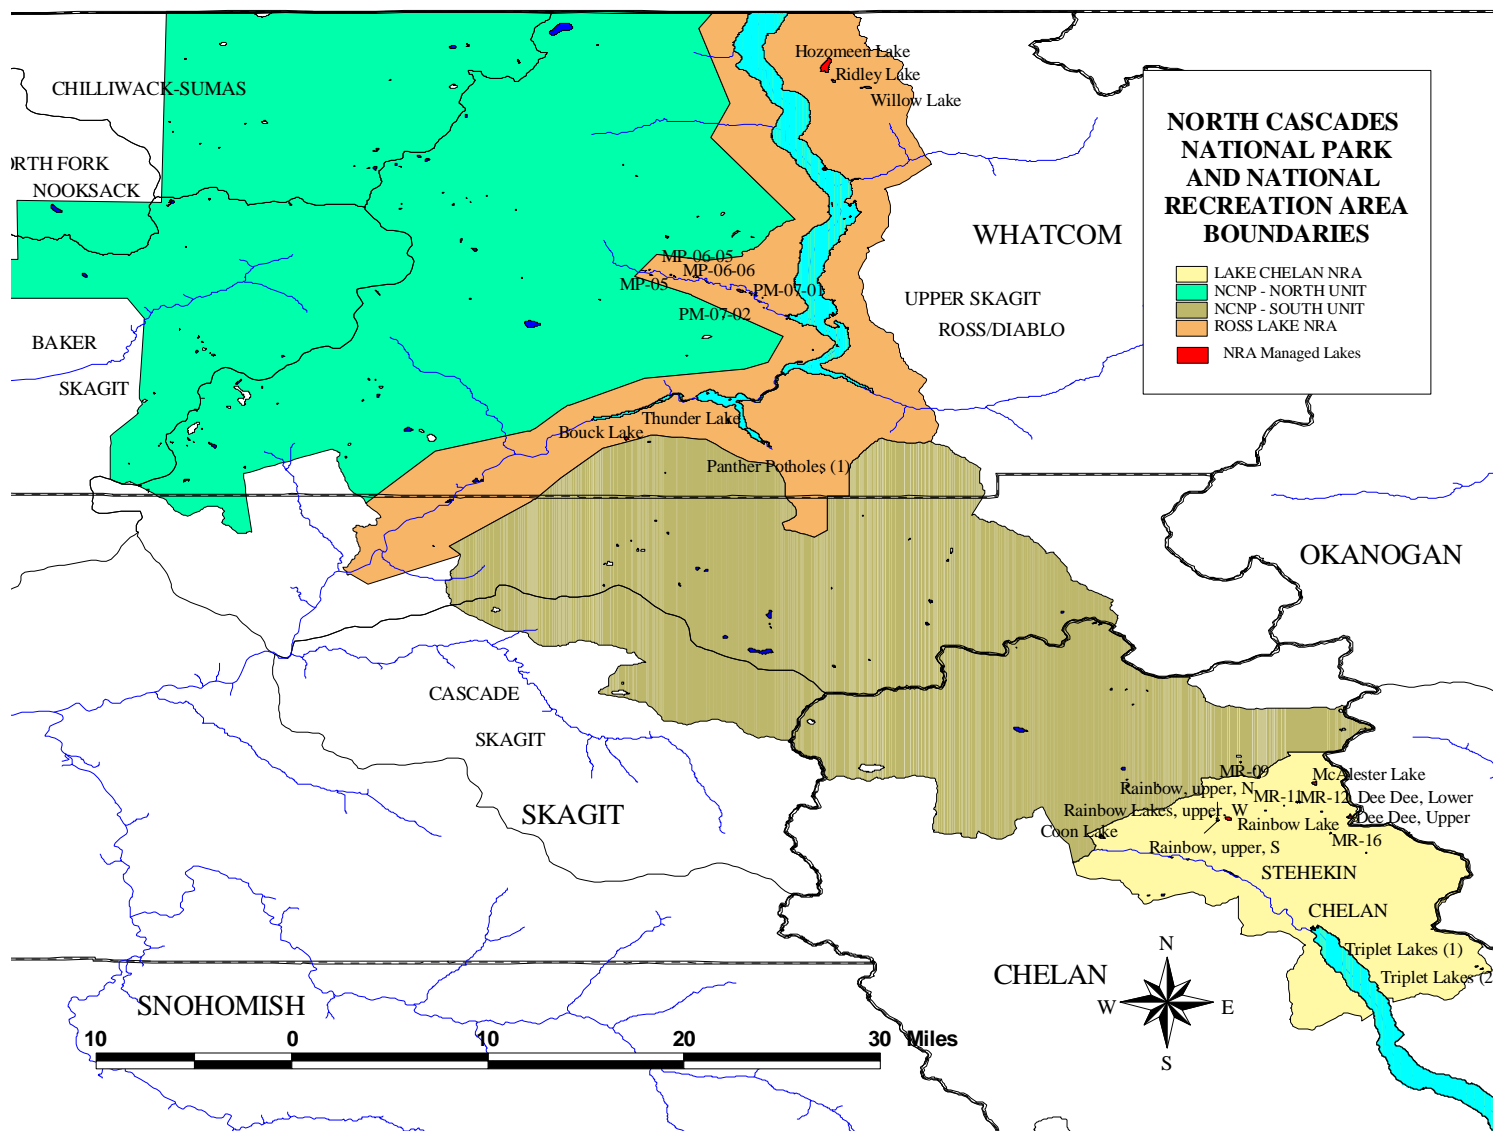 Hozomeen Lake
Ridley Lake
Willow Lake
CHILLIWACK-SUMAS
NORTH CASCADES
NATIONAL PARK
AND NATIONAL
RECREATION AREA
BOUNDARIES
LAKE CHELAN NRA
NCNP - NORTH UNIT
NCNP - SOUTH UNIT
ROSS LAKE NRA
NRA Managed Lakes
ORTH FORK
NOOKSACK
WHATCOM
MP-06-05
MP-06-06
MP-05
PM-07-01
PM-07-02
UPPER SKAGIT
ROSS/DIABLO
BAKER
SKAGIT
Thunder Lake
Bouck Lake
Panther Potholes (1)
OKANOGAN
CASCADE
SKAGIT
SKAGIT
MR-09
McAlester Lake
Rainbow, upper, N
MR-11
MR-12
Dee Dee, Lower
Rainbow Lakes, upper, W
Dee Dee, Upper
Rainbow Lake
Coon Lake
MR-16
Rainbow, upper, S
STEHEKIN
CHELAN
Triplet Lakes (1)
Triplet Lakes (2
CHELAN
N
W
E
S
SNOHOMISH
10 0 10 20 30 Miles